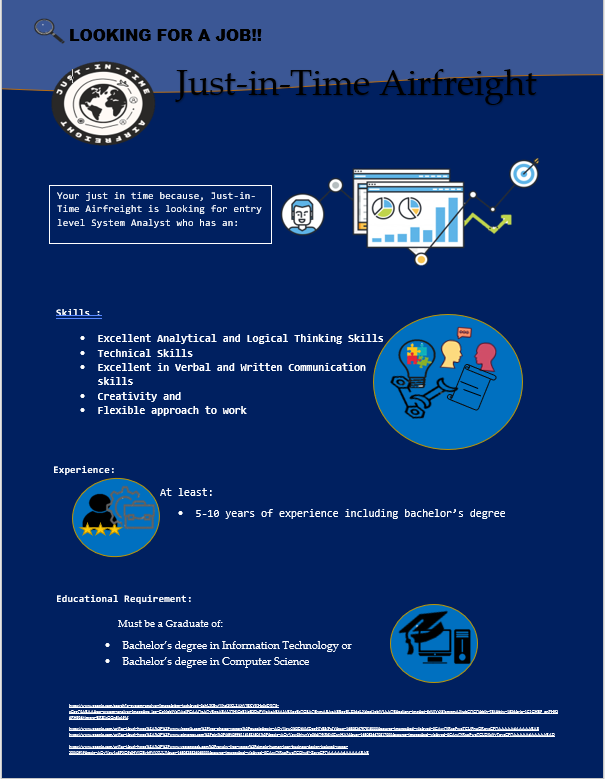 LOOKING FOR A JOB!!
JUST-IN-TIME
AIRFREIGHT
Just-in-Time Airfreight
Your just in time because, Just-in-
Time Airfreight is looking for entry
level System Analyst who has an:
Skills :
• Excellent Analytical and Logical Thinking Skills
• Technical Skills
• Excellent in Verbal and Written Communication
skills
• Creativity and
• Flexible approach to work
Experience:
At least:
• 5-10 years of experience including bachelor’s degree
Educational Requirement:
Must be a Graduate of:
• Bachelor’s degree in Information Technology or
• Bachelor’s degree in Computer Science